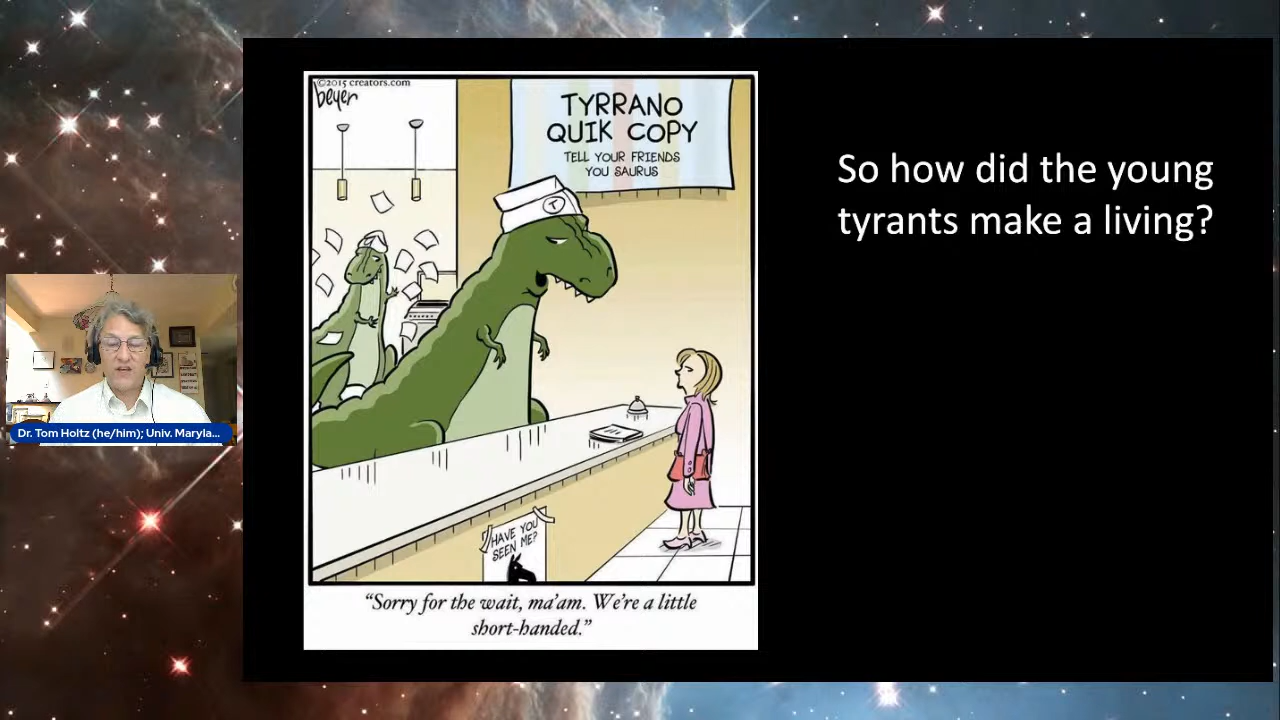 ©2015 creators.com
beyer
TYRRANO
QUIK COPY
TELL YOUR FRIENDS
YOU SAURUS
T
HAVE YOU
SEEN ME?
“Sorry for the wait, ma’am. We’re a little
short-handed.”
So how did the young
tyrants make a living?
Dr. Tom Holtz (he/him); Univ. Maryla...